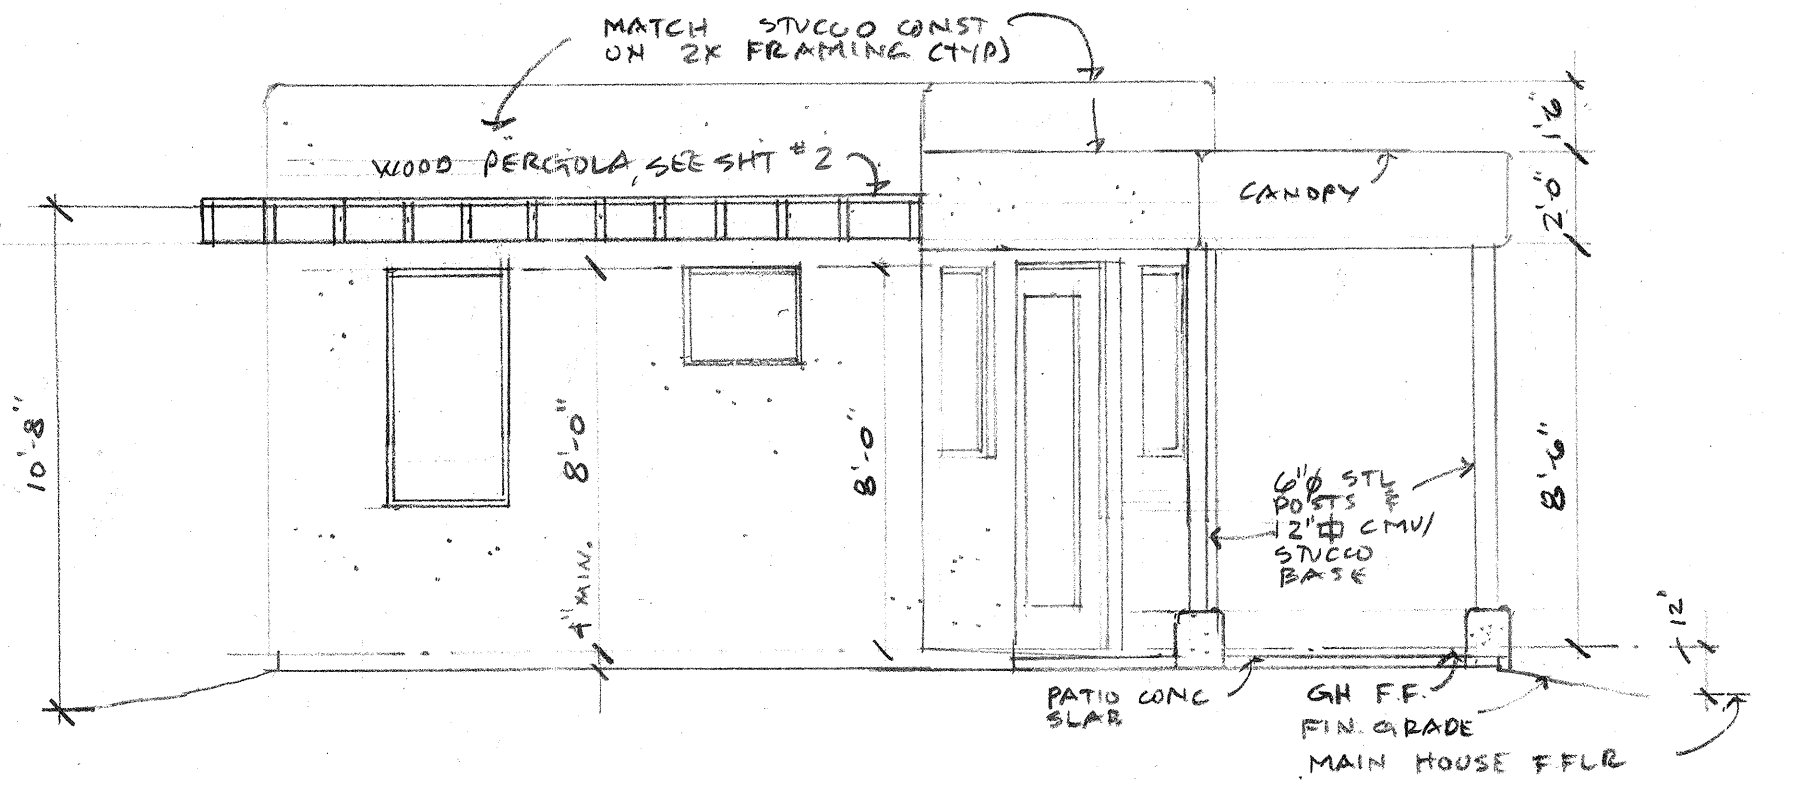 MATCH STUCCO CONST
ON 2X FRAMING (TYP)
WOOD PERGOLA, SEE SHT #2
CANOPY
1'6"
2'-0"
10'-8"
8'-0"
8'-0"
8'-6"
4" MIN.
6"ϕ STL
POSTS &
12"⌽ CMU/
STUCCO
BASE
12"
PATIO CONC
SLAB
GH F.F.
FIN. GRADE
MAIN HOUSE F.FLR